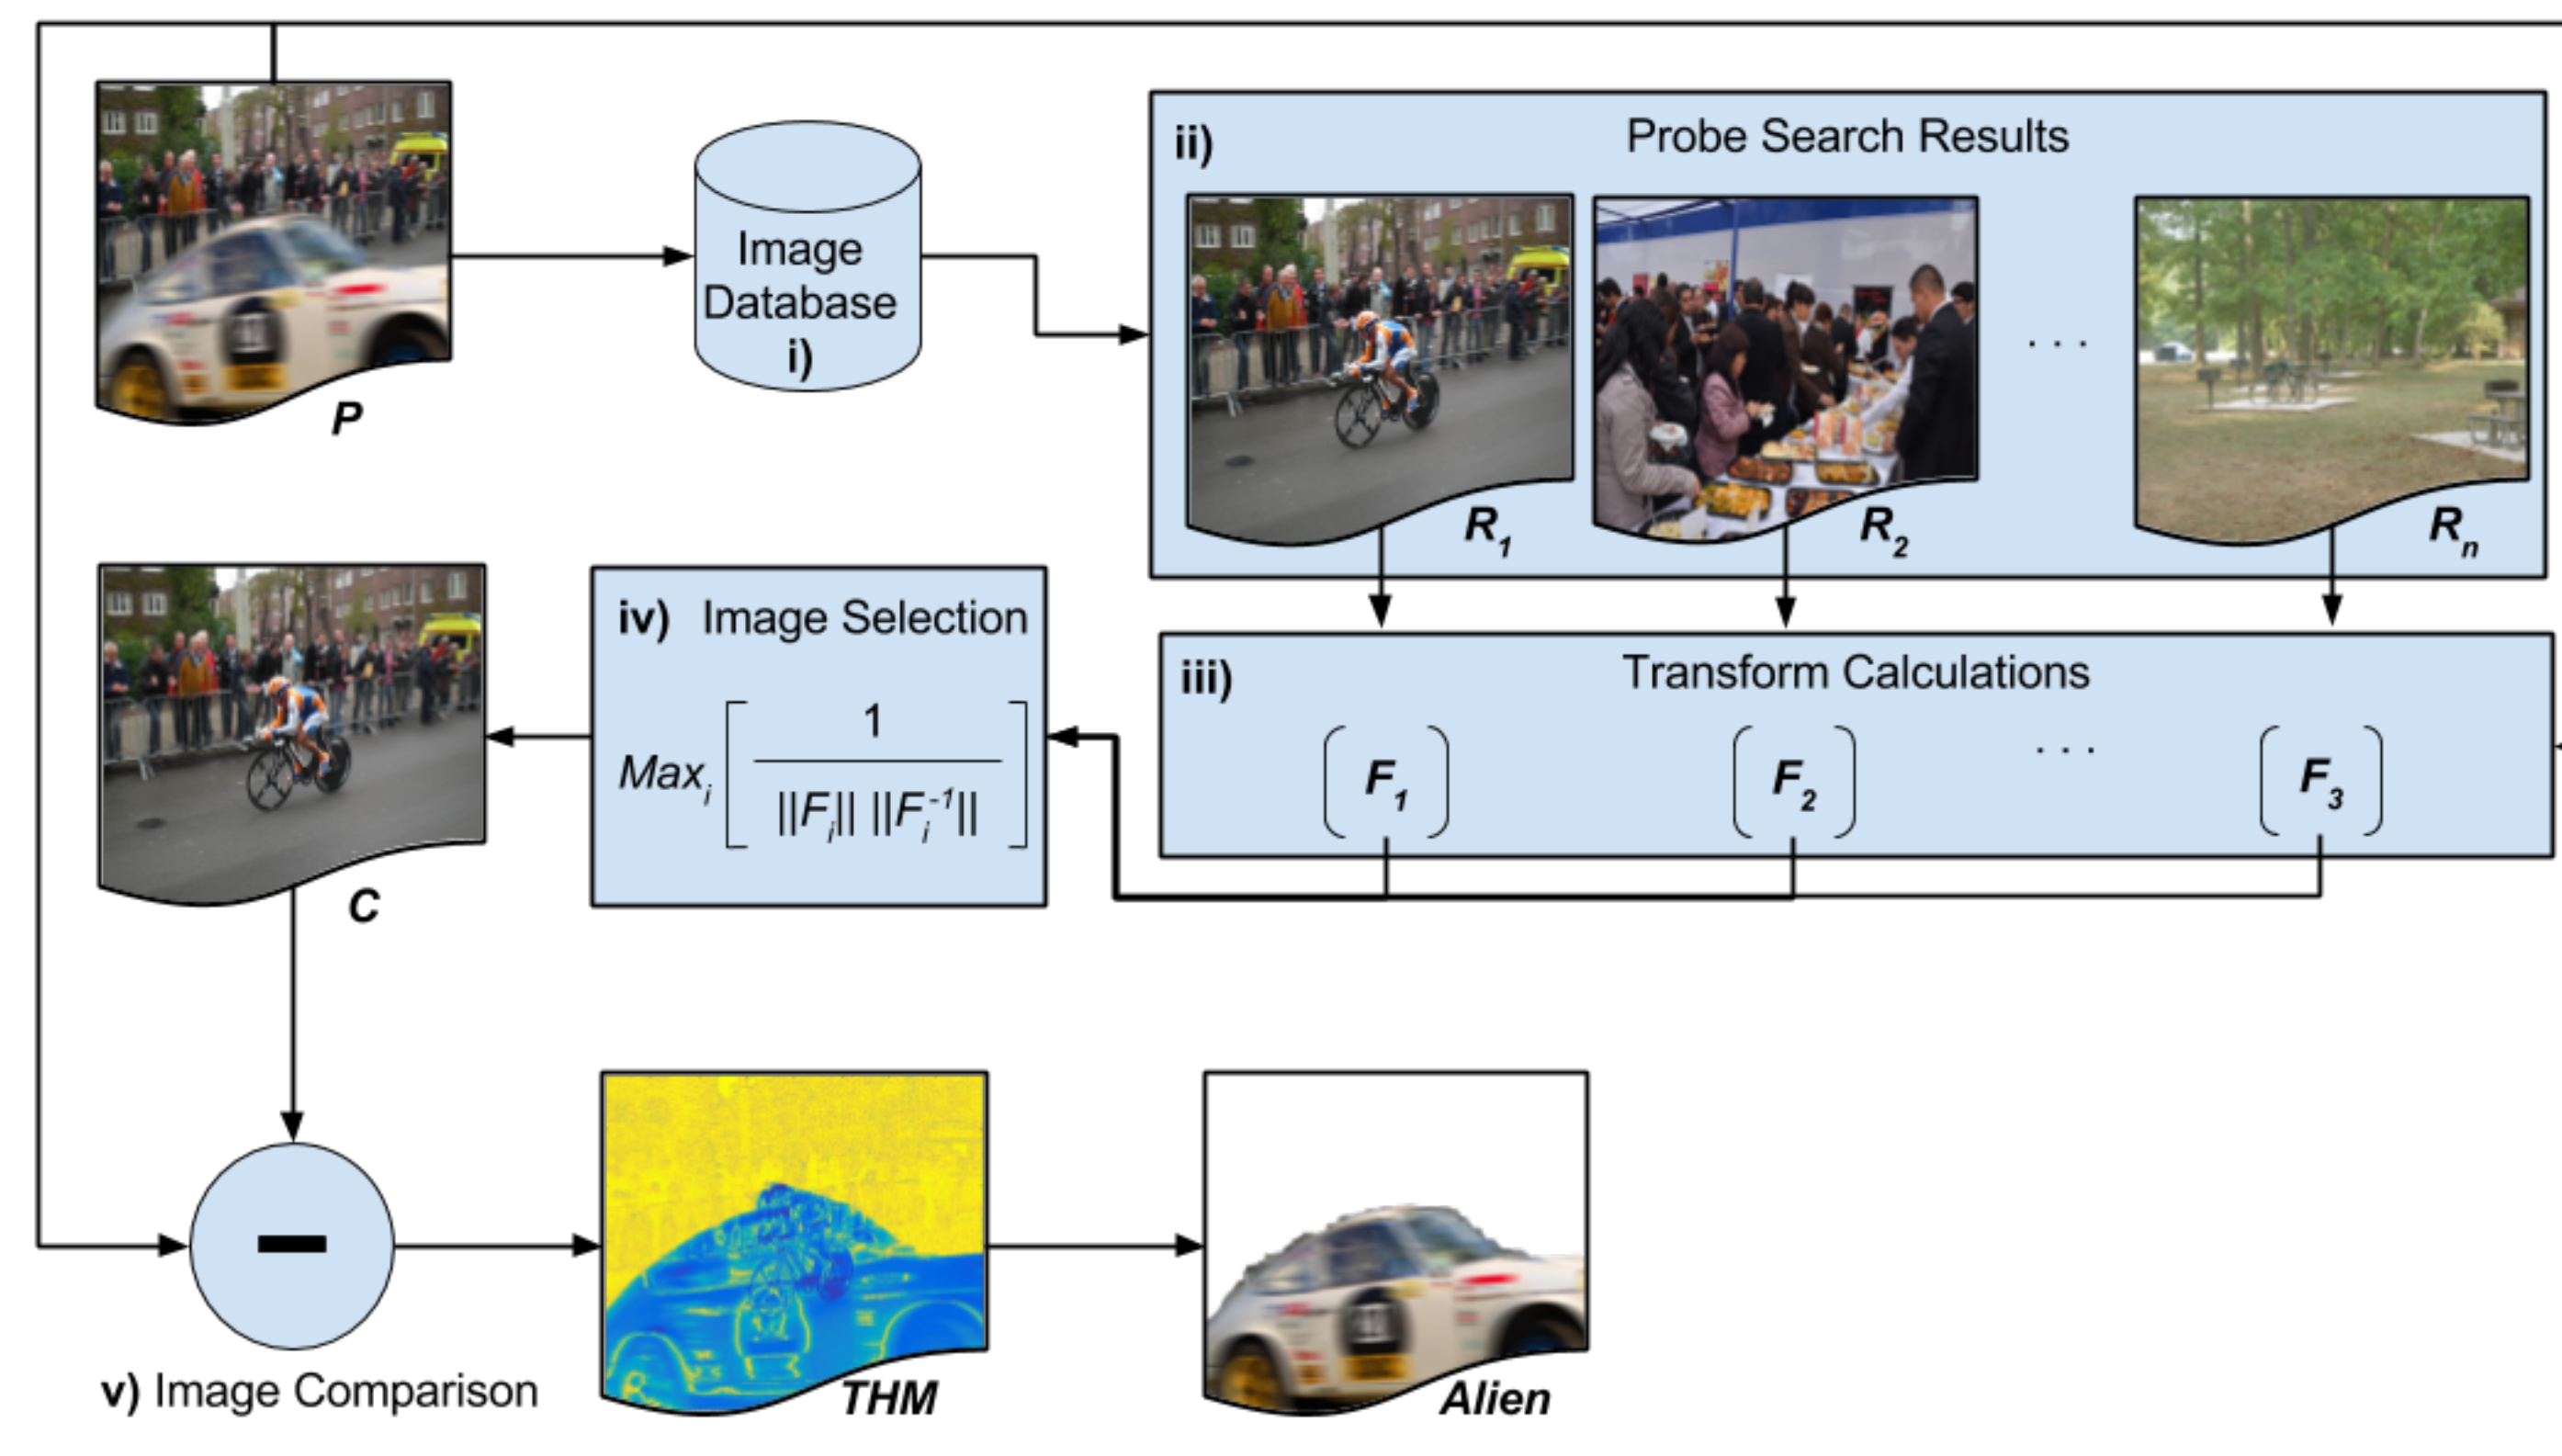 P
Image
Database
i)
ii)
Probe Search Results
R1
R2
. . .
Rn
iii)
Transform Calculations
F1
F2
. . .
F3
iv) Image Selection
Maxi [ 1 / ||Fi|| ||Fi-1|| ]
C
v) Image Comparison
THM
Alien